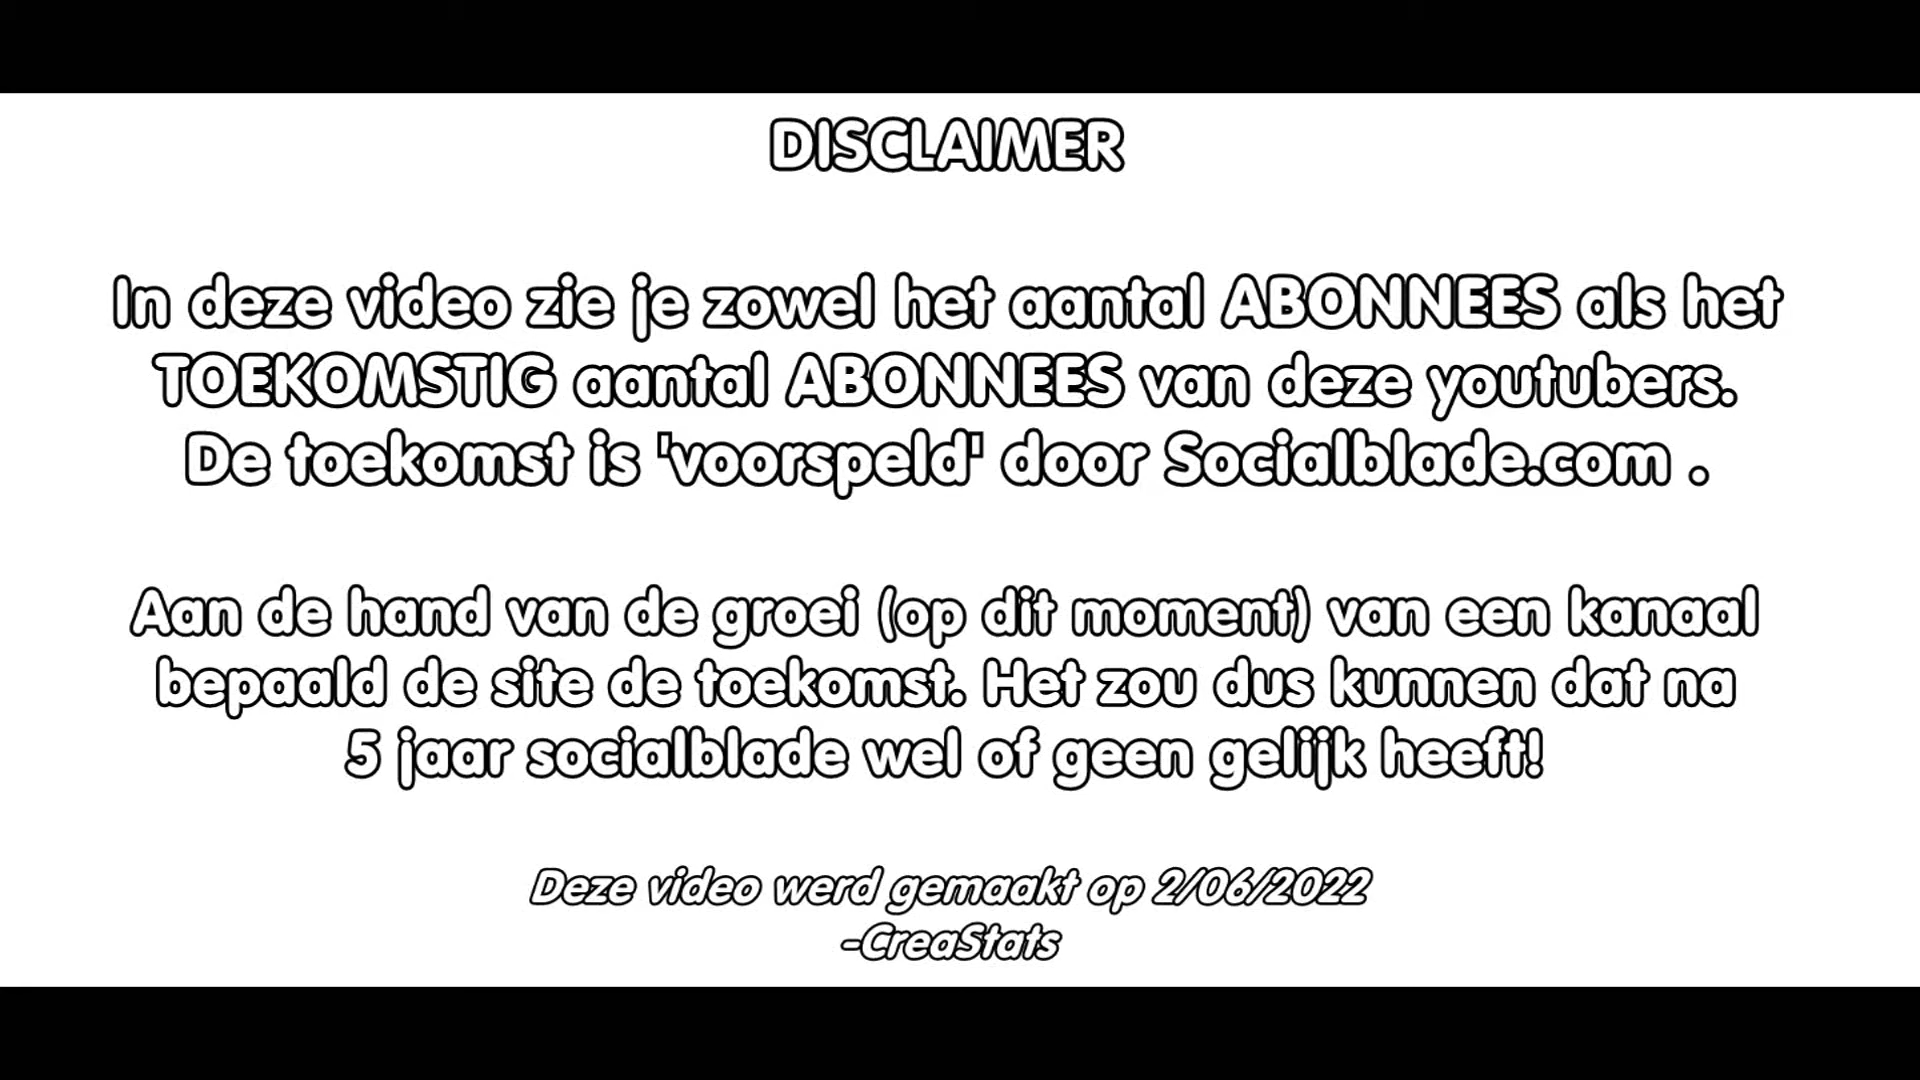 DISCLAIMER
In deze video zie je zowel het aantal ABONNEES als het
TOEKOMSTIG aantal ABONNEES van deze youtubers.
De toekomst is 'voorspeld' door Socialblade.com .
Aan de hand van de groei (op dit moment) van een kanaal
bepaald de site de toekomst. Het zou dus kunnen dat na
5 jaar socialblade wel of geen gelijk heeft!
Deze video werd gemaakt op 2/06/2022
-CreaStats